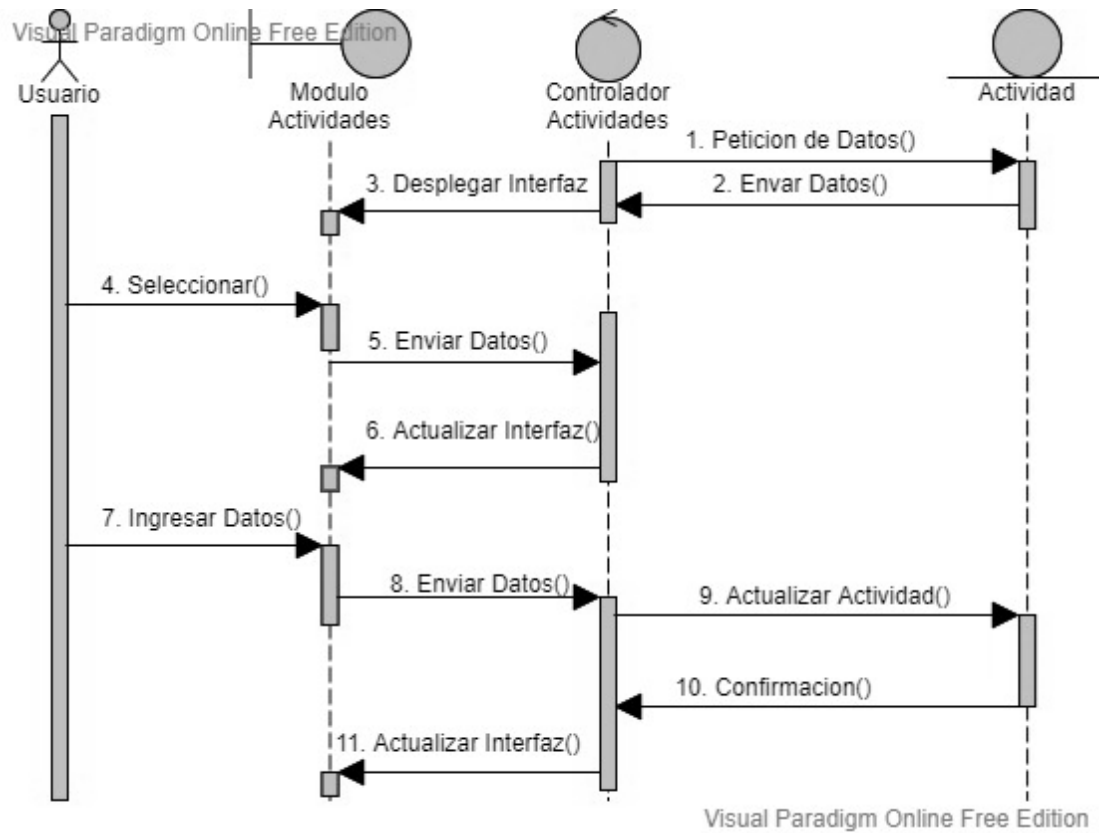 Visual Paradigm Online Free Edition
Usuario
Modulo
Actividades
Controlador
Actividades
Actividad
1. Peticion de Datos()
2. Envar Datos()
3. Desplegar Interfaz
4. Seleccionar()
5. Enviar Datos()
6. Actualizar Interfaz()
7. Ingresar Datos()
8. Enviar Datos()
9. Actualizar Actividad()
10. Confirmacion()
11. Actualizar Interfaz()
Visual Paradigm Online Free Edition